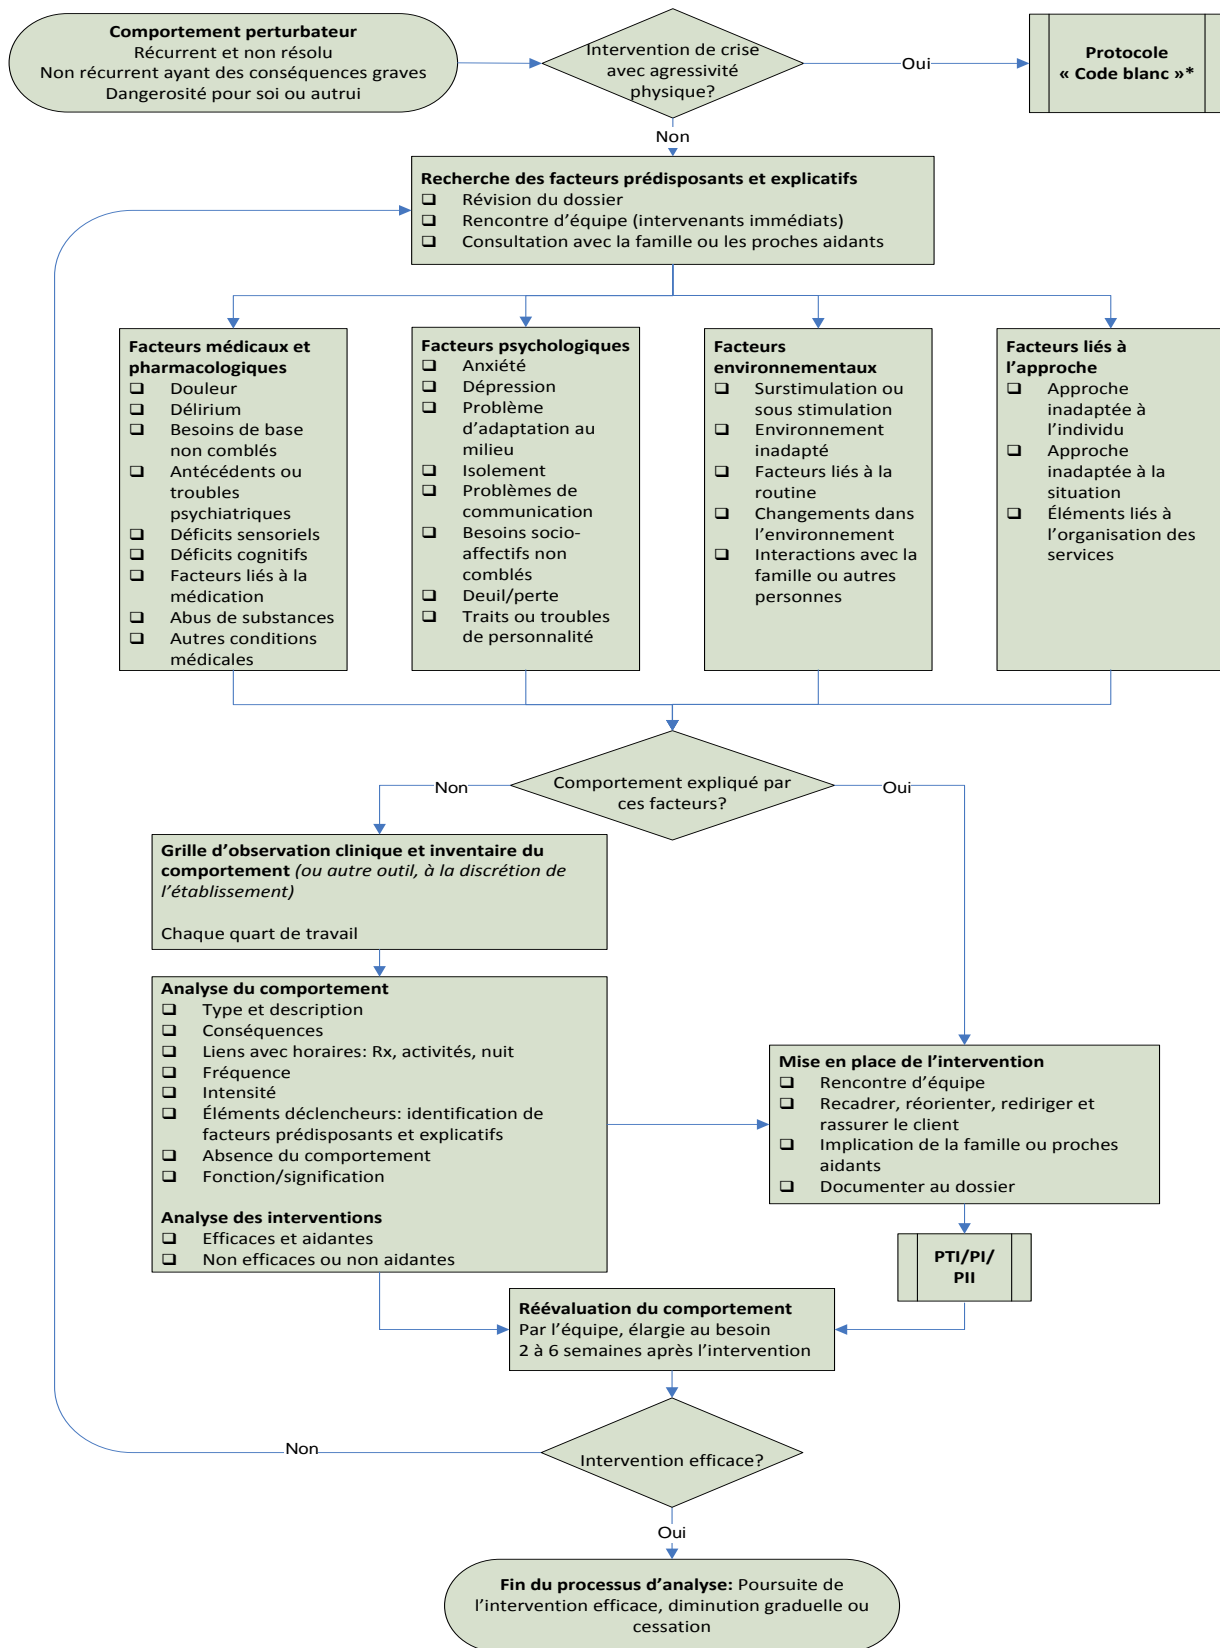 Comportement perturbateur
Récurrent et non résolu
Non récurrent ayant des conséquences graves
Dangerosité pour soi ou autrui
Intervention de crise
avec agressivité
physique?
Oui
Protocole
« Code blanc »*
Non
Recherche des facteurs prédisposants et explicatifs
❑ Révision du dossier
❑ Rencontre d'équipe (intervenants immédiats)
❑ Consultation avec la famille ou les proches aidants
Facteurs médicaux et
pharmacologiques
❑ Douleur
❑ Délirium
❑ Besoins de base
non comblés
❑ Antécédents ou
troubles
psychiatriques
❑ Déficits sensoriels
❑ Déficits cognitifs
❑ Facteurs liés à la
médication
❑ Abus de substances
❑ Autres conditions
médicales
Facteurs psychologiques
❑ Anxiété
❑ Dépression
❑ Problème
d'adaptation au
milieu
❑ Isolement
❑ Problèmes de
communication
❑ Besoins socio-
affectifs non
comblés
❑ Deuil/perte
❑ Traits ou troubles
de personnalité
Facteurs
environnementaux
❑ Surstimulation ou
sous stimulation
❑ Environnement
inadapté
❑ Facteurs liés à la
routine
❑ Changements dans
l'environnement
❑ Interactions avec la
famille ou autres
personnes
Facteurs liés à
l'approche
❑ Approche
inadaptée à
l'individu
❑ Approche
inadaptée à la
situation
❑ Éléments liés à
l'organisation des
services
Comportement expliqué par
ces facteurs?
Non
Oui
Grille d'observation clinique et inventaire du
comportement (ou autre outil, à la discrétion de
l'établissement)
Chaque quart de travail
Analyse du comportement
❑ Type et description
❑ Conséquences
❑ Liens avec horaires: Rx, activités, nuit
❑ Fréquence
❑ Intensité
❑ Éléments déclencheurs: identification de
facteurs prédisposants et explicatifs
❑ Absence du comportement
❑ Fonction/signification
Analyse des interventions
❑ Efficaces et aidantes
❑ Non efficaces ou non aidantes
Mise en place de l'intervention
❑ Rencontre d'équipe
❑ Recadrer, réorienter, rediriger et
rassurer le client
❑ Implication de la famille ou proches
aidants
❑ Documenter au dossier
PTI/PI/
PII
Réévaluation du comportement
Par l'équipe, élargie au besoin
2 à 6 semaines après l'intervention
Non
Intervention efficace?
Oui
Fin du processus d'analyse: Poursuite de
l'intervention efficace, diminution graduelle ou
cessation